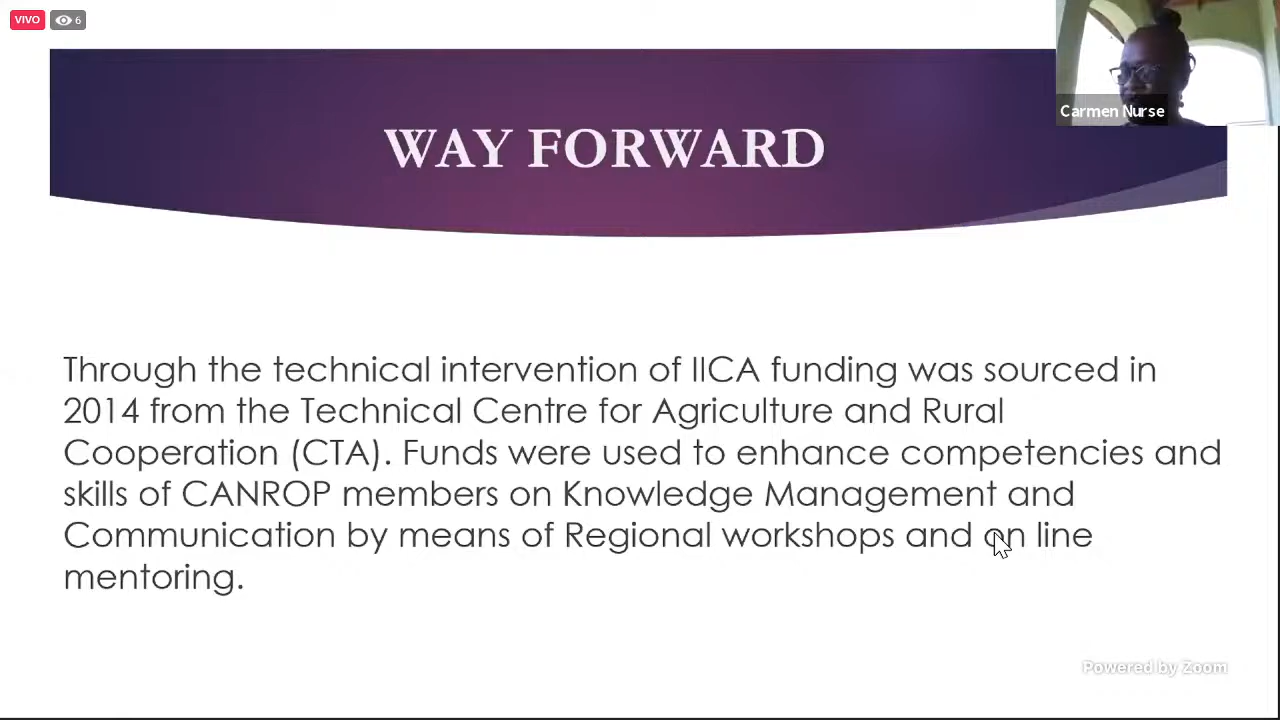 VIVO 6
Carmen Nurse
WAY FORWARD
Through the technical intervention of IICA funding was sourced in
2014 from the Technical Centre for Agriculture and Rural
Cooperation (CTA). Funds were used to enhance competencies and
skills of CANROP members on Knowledge Management and
Communication by means of Regional workshops and on line
mentoring.
Powered by Zoom